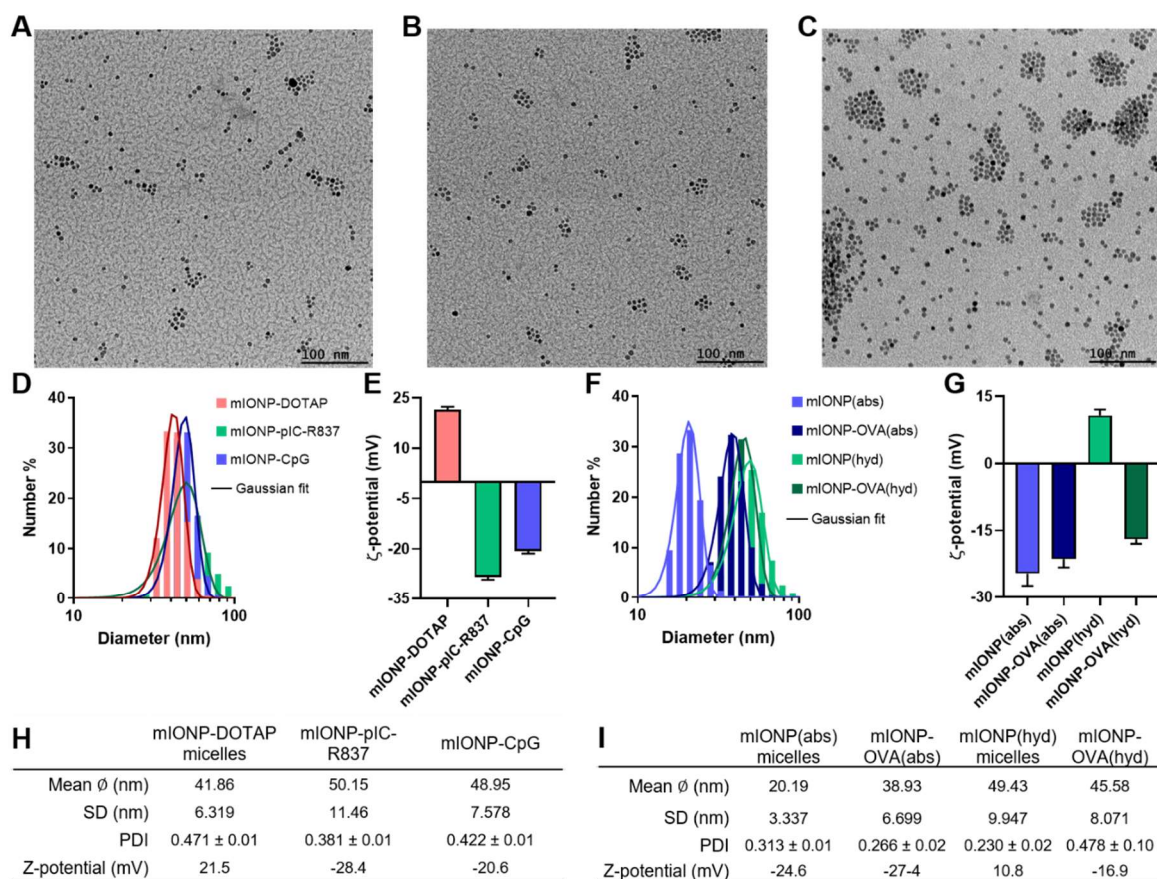 A
B
C
100 nm
100 nm
100 nm
D
E
F
G
40
30
20
10
0
10
100
Number %
Diameter (nm)
mIONP-DOTAP
mIONP-pIC-R837
mIONP-CpG
Gaussian fit
25
-5
-20
-35
ζ-potential (mV)
mIONP-DOTAP
mIONP-pIC-R837
mIONP-CpG
40
30
20
10
0
10
100
Number %
Diameter (nm)
mIONP(abs)
mIONP-OVA(abs)
mIONP(hyd)
mIONP-OVA(hyd)
Gaussian fit
15
0
-15
-30
ζ-potential (mV)
mIONP(abs)
mIONP-OVA(abs)
mIONP(hyd)
mIONP-OVA(hyd)
H
mIONP-DOTAP mIONP-pIC- mIONP-CpG
micelles R837
Mean ϕ (nm) 41.86 50.15 48.95
SD (nm) 6.319 11.46 7.578
PDI 0.471 ± 0.01 0.381 ± 0.01 0.422 ± 0.01
Z-potential (mV) 21.5 -28.4 -20.6
I
mIONP(abs) mIONP- mIONP(hyd) mIONP-
micelles OVA(abs) micelles OVA(hyd)
Mean ϕ (nm) 20.19 38.93 49.43 45.58
SD (nm) 3.337 6.699 9.947 8.071
PDI 0.313 ± 0.01 0.266 ± 0.02 0.230 ± 0.02 0.478 ± 0.10
Z-potential (mV) -24.6 -27-4 10.8 -16.9